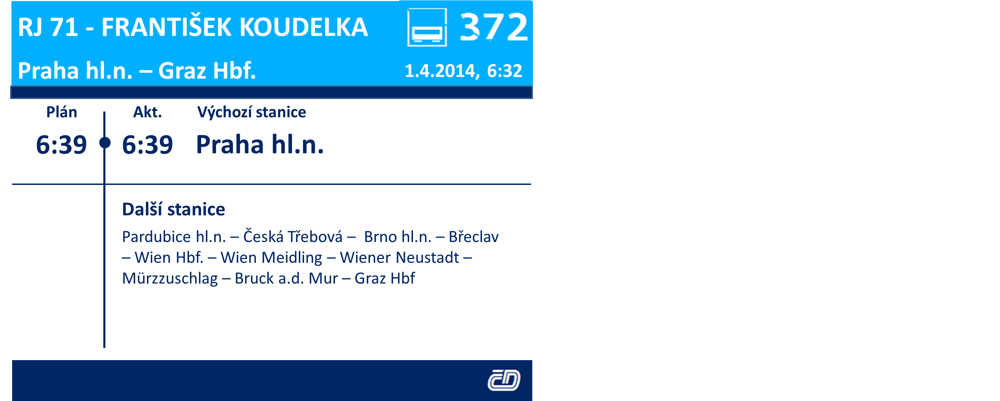 RJ 71 - FRANTIŠEK KOUDELKA
372
Praha hl.n. – Graz Hbf.
1.4.2014, 6:32
Plán
Akt.
Výchozí stanice
6:39
6:39
Praha hl.n.
Další stanice
Pardubice hl.n. – Česká Třebová – Brno hl.n. – Břeclav
– Wien Hbf. – Wien Meidling – Wiener Neustadt –
Mürzzuschlag – Bruck a.d. Mur – Graz Hbf
ČD